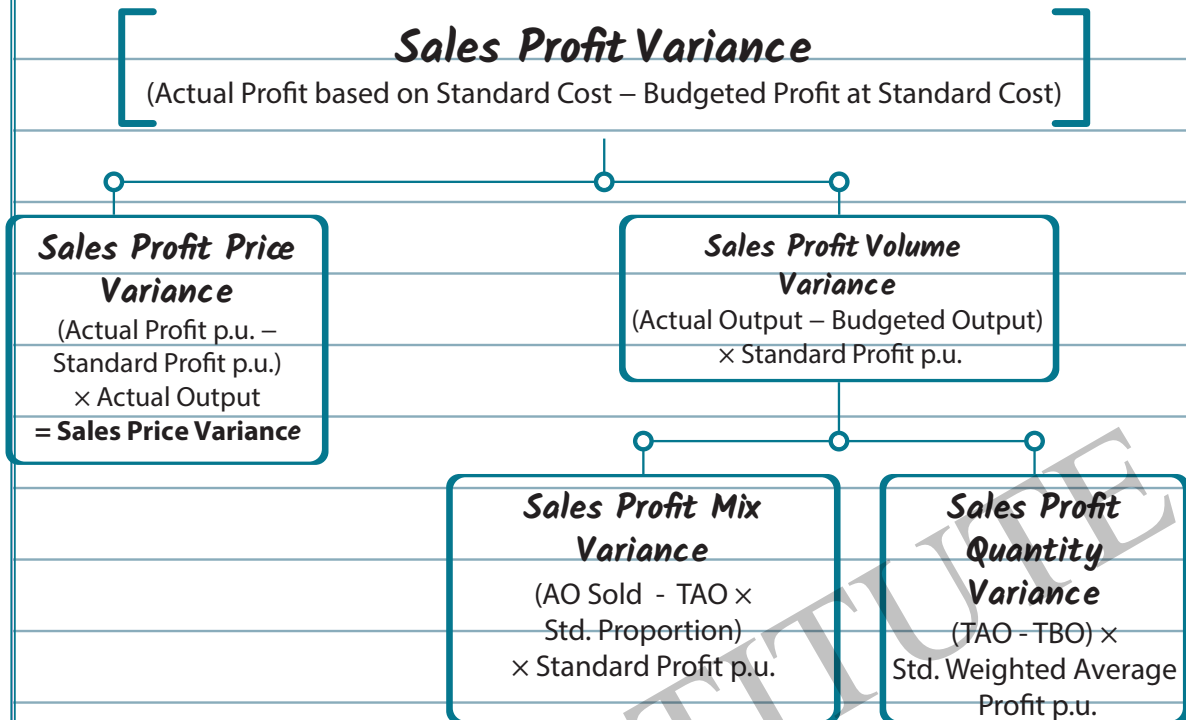 Sales Profit Variance
(Actual Profit based on Standard Cost – Budgeted Profit at Standard Cost)
Sales Profit Price
Variance
(Actual Profit p.u. –
Standard Profit p.u.)
× Actual Output
= Sales Price Variance
Sales Profit Volume
Variance
(Actual Output – Budgeted Output)
× Standard Profit p.u.
Sales Profit Mix
Variance
(AO Sold - TAO ×
Std. Proportion)
× Standard Profit p.u.
Sales Profit
Quantity
Variance
(TAO - TBO) ×
Std. Weighted Average
Profit p.u.
TITUTE